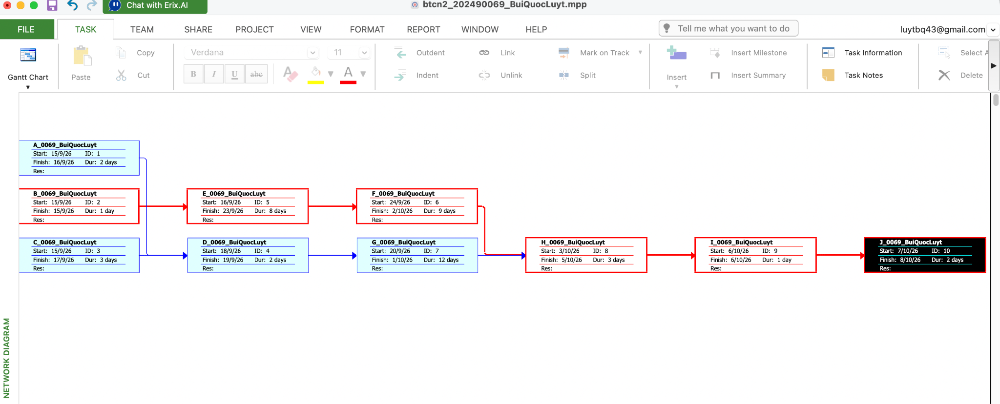 Chat with Erix.AI
btcn2_202490069_BuiQuocLuyt.mpp
FILE TASK TEAM SHARE PROJECT VIEW FORMAT REPORT WINDOW HELP
Tell me what you want to do
luytbq43@gmail.com
Gantt Chart
Paste
Copy
Cut
Verdana 11
B I U abc
A A
Outdent Link Mark on Track
Indent Unlink Split
Insert
Insert Milestone
Insert Summary
Task Information
Task Notes
Select A
Delete
NETWORK DIAGRAM
A_0069_BuiQuocLuyt
Start: 15/9/26 ID: 1
Finish: 16/9/26 Dur: 2 days
Res:
B_0069_BuiQuocLuyt
Start: 15/9/26 ID: 2
Finish: 15/9/26 Dur: 1 day
Res:
E_0069_BuiQuocLuyt
Start: 16/9/26 ID: 5
Finish: 23/9/26 Dur: 8 days
Res:
F_0069_BuiQuocLuyt
Start: 24/9/26 ID: 6
Finish: 2/10/26 Dur: 9 days
Res:
C_0069_BuiQuocLuyt
Start: 15/9/26 ID: 3
Finish: 17/9/26 Dur: 3 days
Res:
D_0069_BuiQuocLuyt
Start: 18/9/26 ID: 4
Finish: 19/9/26 Dur: 2 days
Res:
G_0069_BuiQuocLuyt
Start: 20/9/26 ID: 7
Finish: 1/10/26 Dur: 12 days
Res:
H_0069_BuiQuocLuyt
Start: 3/10/26 ID: 8
Finish: 5/10/26 Dur: 3 days
Res:
I_0069_BuiQuocLuyt
Start: 6/10/26 ID: 9
Finish: 6/10/26 Dur: 1 day
Res:
J_0069_BuiQuocLuyt
Start: 7/10/26 ID: 10
Finish: 8/10/26 Dur: 2 days
Res: